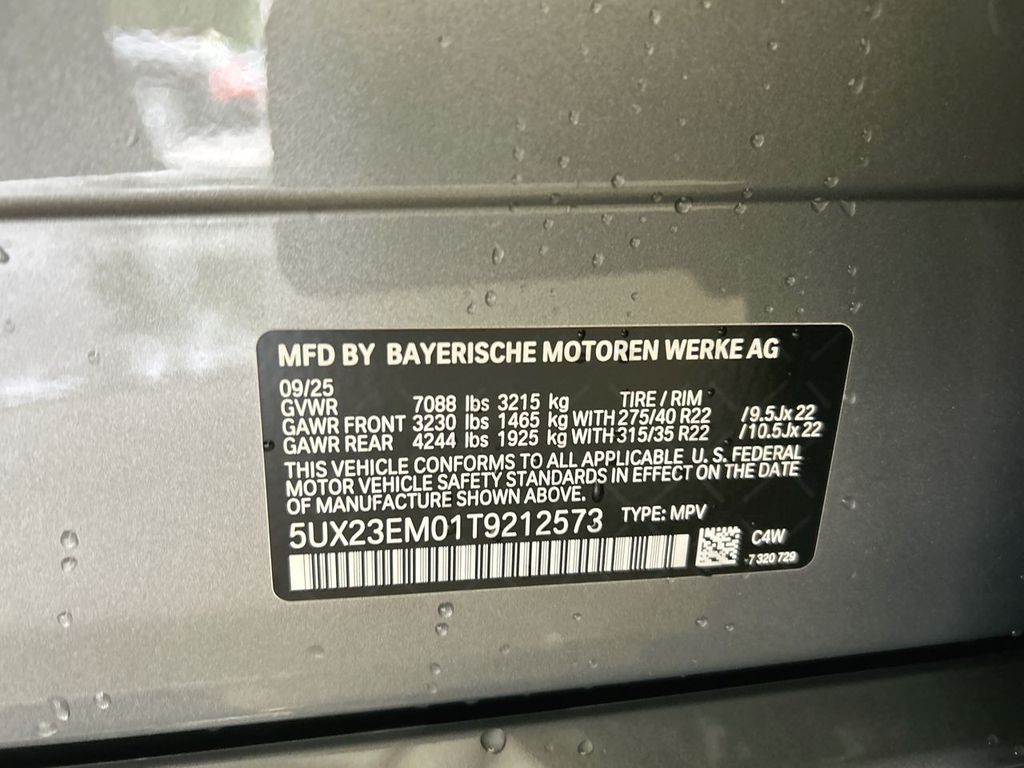 MFD BY BAYERISCHE MOTOREN WERKE AG
09/25
GVWR 7088 lbs 3215 kg TIRE / RIM
GAWR FRONT 3230 lbs 1465 kg WITH 275/40 R22 /9.5Jx22
GAWR REAR 4244 lbs 1925 kg WITH 315/35 R22 /10.5Jx22
THIS VEHICLE CONFORMS TO ALL APPLICABLE U.S. FEDERAL
MOTOR VEHICLE SAFETY STANDARDS IN EFFECT ON THE DATE
OF MANUFACTURE SHOWN ABOVE.
5UX23EM01T9212573 TYPE: MPV
C4W
7 320 729